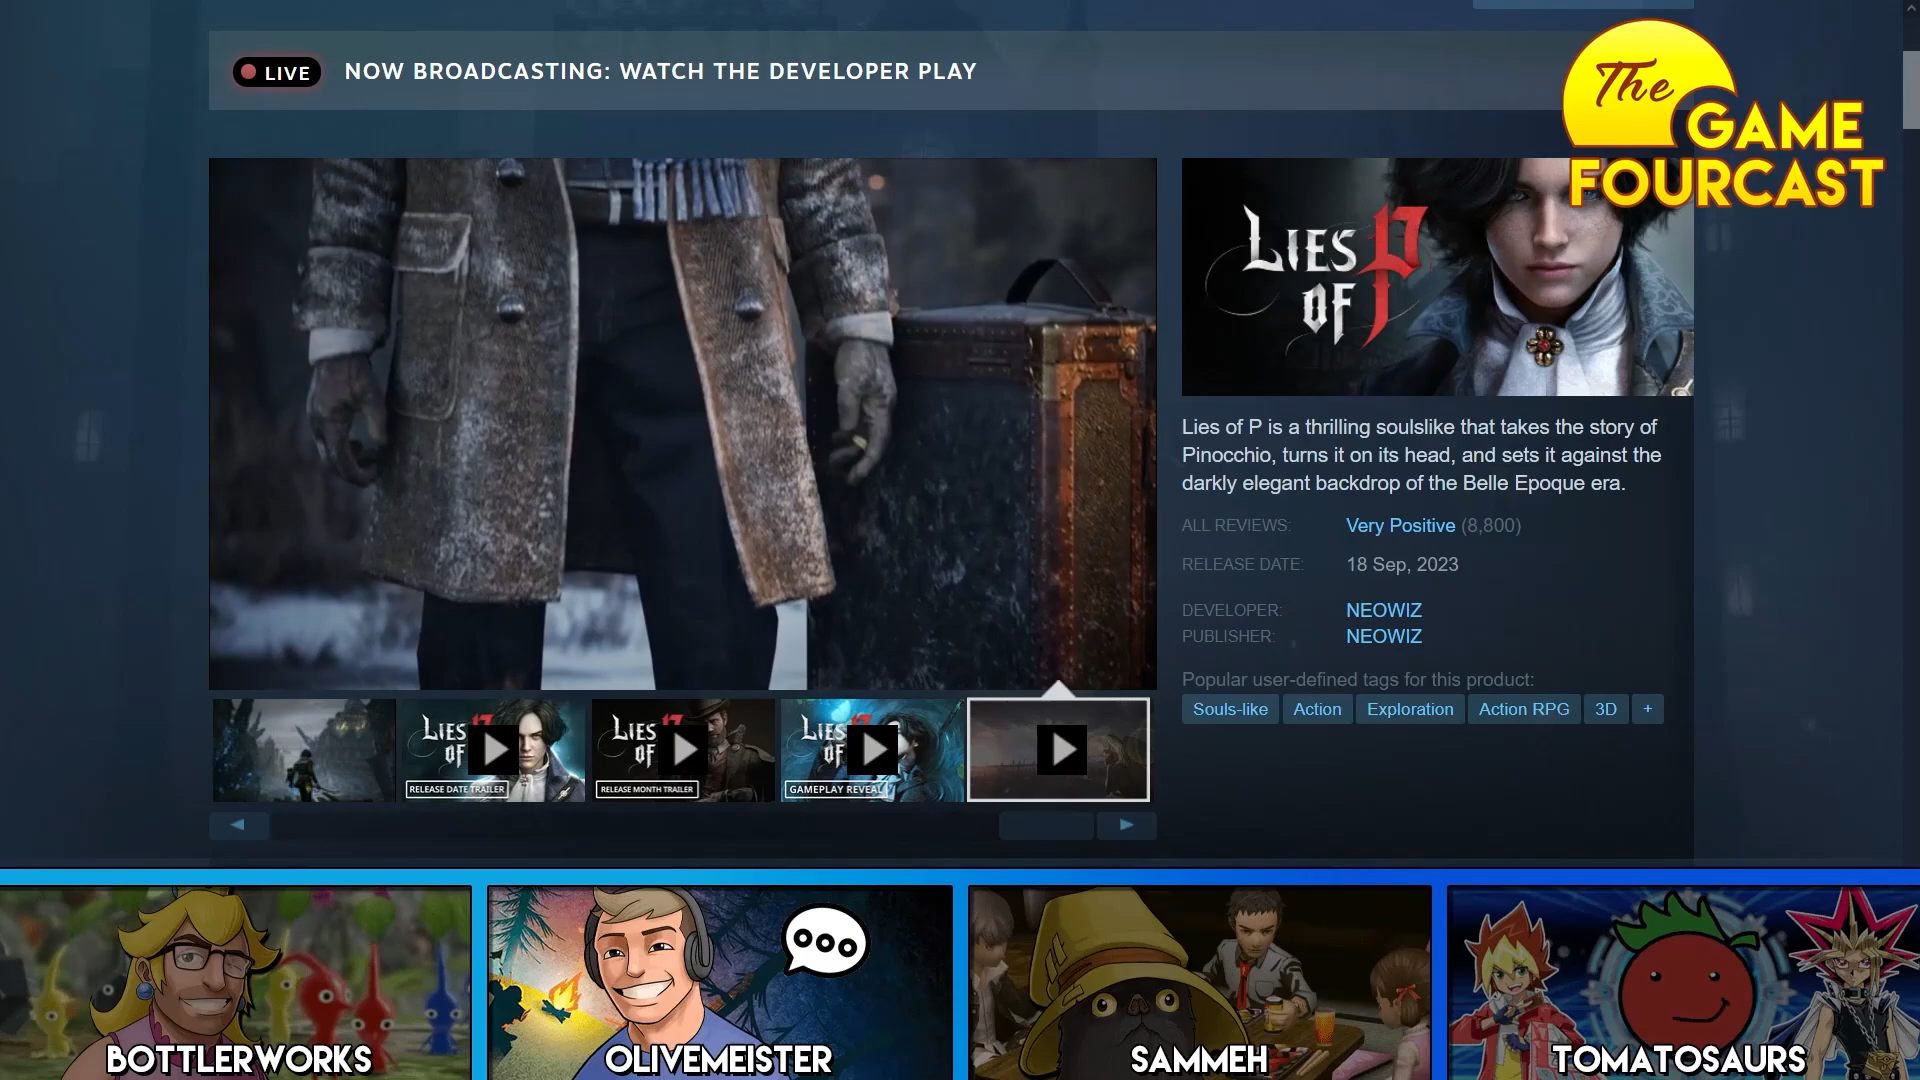 LIVE
NOW BROADCASTING: WATCH THE DEVELOPER PLAY
The
GAME
FOURCAST
LIES
OF P
Lies of P is a thrilling soulslike that takes the story of
Pinocchio, turns it on its head, and sets it against the
darkly elegant backdrop of the Belle Epoque era.
ALL REVIEWS: Very Positive (8,800)
RELEASE DATE: 18 Sep, 2023
DEVELOPER: NEOWIZ
PUBLISHER: NEOWIZ
Popular user-defined tags for this product:
Souls-like Action Exploration Action RPG 3D +
LIES
OF
RELEASE DATE TRAILER
LIES
OF
RELEASE MONTH TRAILER
LIES
OF
GAMEPLAY REVEAL
BOTTLERWORKS
OLIVEMEISTER
SAMMEH
TOMATOSAURS